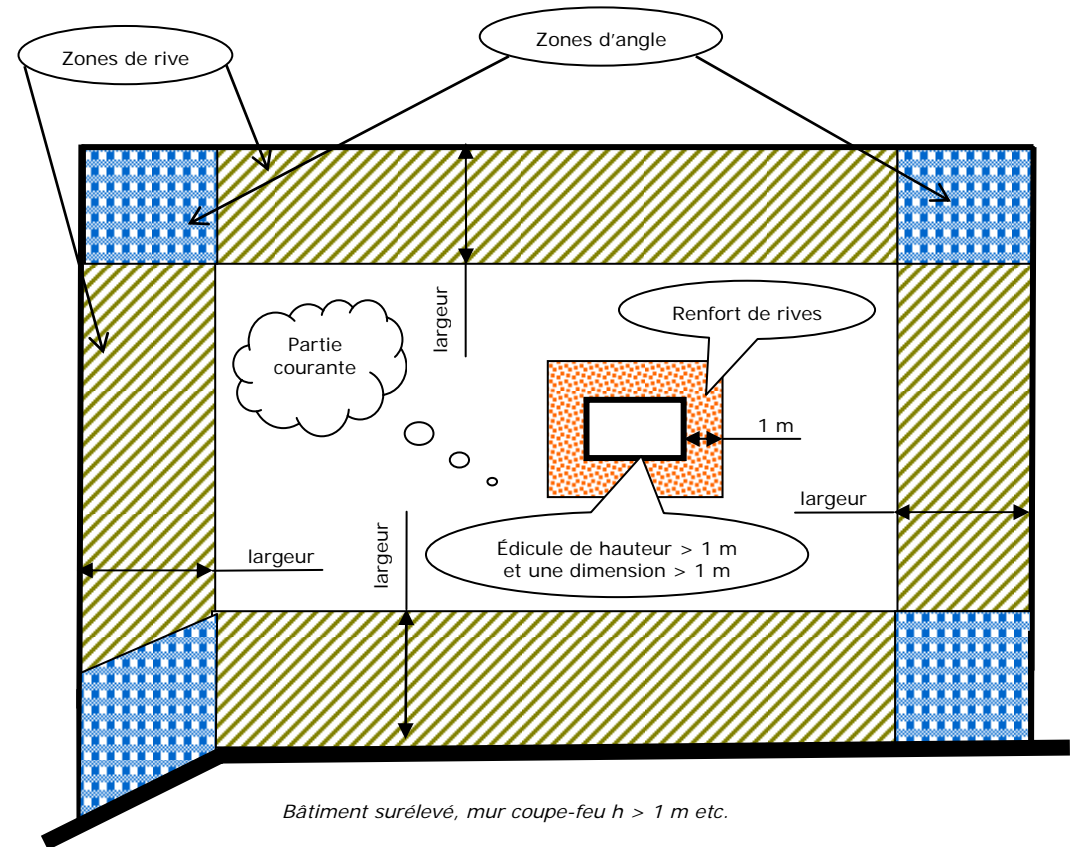 Zones de rive
Zones d'angle
largeur
Renfort de rives
Partie
courante
1 m
largeur
largeur
largeur
Édicule de hauteur > 1 m
et une dimension > 1 m
Bâtiment surélevé, mur coupe-feu h > 1 m etc.